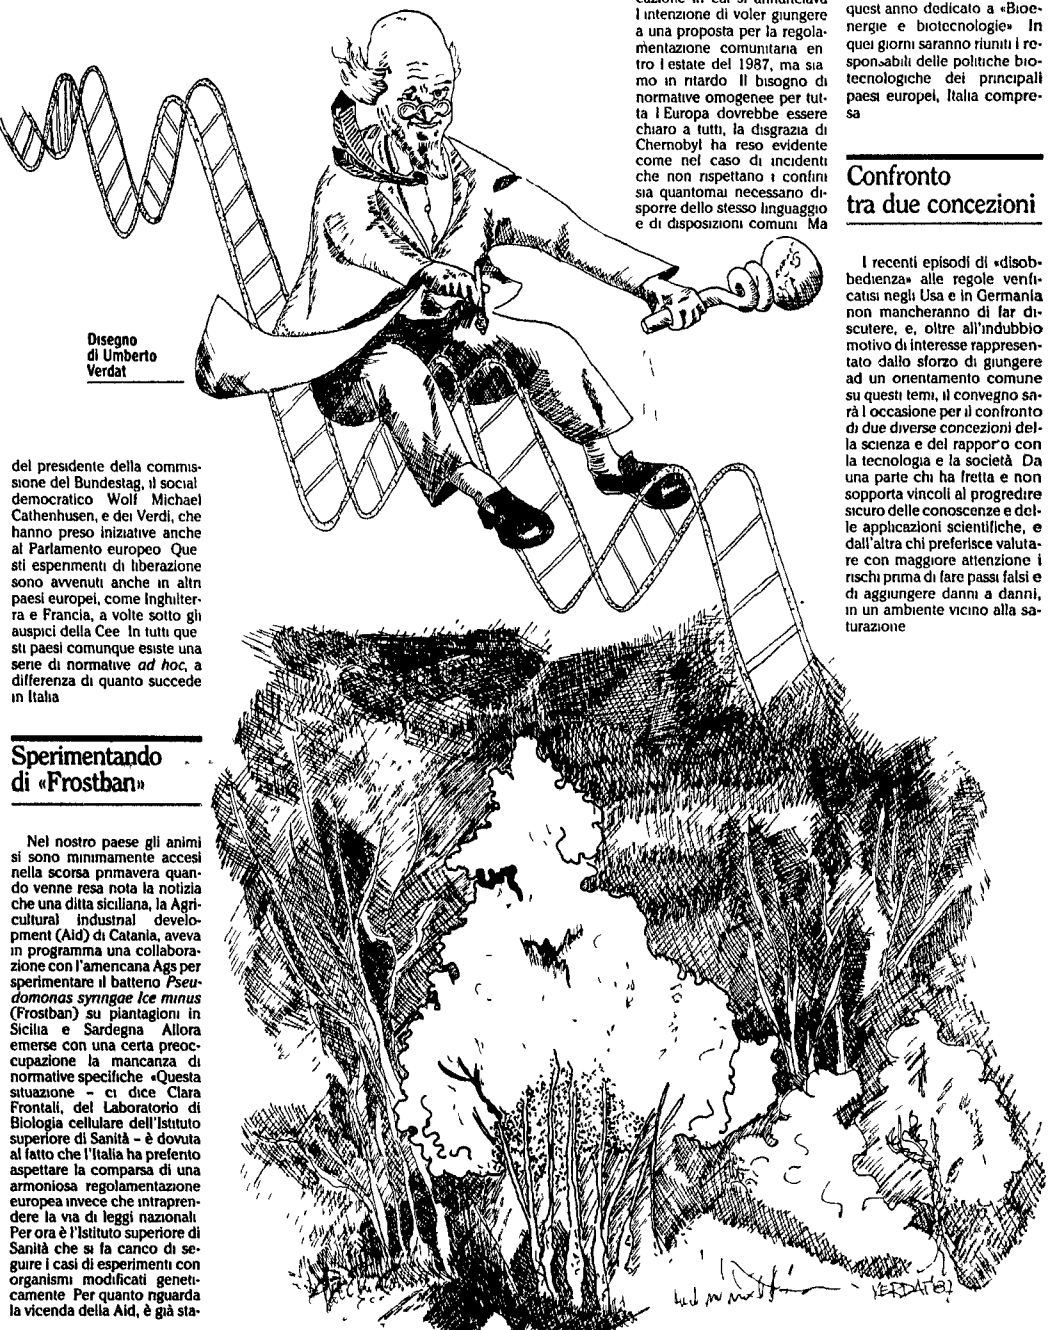 l intenzione di voler giungere
a una proposta per la regola-
mentazione comunitaria en
tro l estate del 1987, ma sia
mo in ritardo Il bisogno di
normative omogenee per tut-
ta l Europa dovrebbe essere
chiaro a tutti, la disgrazia di
Chernobyl ha reso evidente
come nel caso di incidenti
che non rispettano i confini
sia quantomai necessario di-
sporre dello stesso linguaggio
e di disposizioni comuni Ma
quest anno dedicato a «Bioe-
nergie e biotecnologie» In
quei giorni saranno riuniti i re-
sponsabili delle politiche bio-
tecnologiche dei principali
paesi europei, Italia compre-
sa
Confronto
tra due concezioni
I recenti episodi di «disob-
bedienza» alle regole verifi-
catisi negli Usa e in Germania
non mancheranno di far di-
scutere, e, oltre all'indubbio
motivo di interesse rappresen-
tato dallo sforzo di giungere
ad un orientamento comune
su questi temi, il convegno sa-
rà l occasione per il confronto
di due diverse concezioni del-
la scienza e del rapporto con
la tecnologia e la società Da
una parte chi ha fretta e non
sopporta vincoli al progredire
sicuro delle conoscenze e del-
le applicazioni scientifiche, e
dall'altra chi preferisce valuta-
re con maggiore attenzione i
rischi prima di fare passi falsi e
di aggiungere danni a danni,
in un ambiente vicino alla sa-
turazione
Disegno
di Umberto
Verdat
del presidente della commis-
sione del Bundestag, il social
democratico Wolf Michael
Cathenhusen, e dei Verdi, che
hanno preso iniziative anche
al Parlamento europeo Que
sti esperimenti di liberazione
sono avvenuti anche in altri
paesi europei, come Inghilter-
ra e Francia, a volte sotto gli
auspici della Cee In tutti que
sti paesi comunque esiste una
serie di normative ad hoc, a
differenza di quanto succede
in Italia
Sperimentando
di «Frostban»
Nel nostro paese gli animi
si sono minimamente accesi
nella scorsa primavera quan-
do venne resa nota la notizia
che una ditta siciliana, la Agri-
cultural industrial develo-
pment (Aid) di Catania, aveva
in programma una collabora-
zione con l'americana Ags per
sperimentare il batterio Pseu-
domonas syringae Ice minus
(Frostban) su piantagioni in
Sicilia e Sardegna Allora
emerse con una certa preoc-
cupazione la mancanza di
normative specifiche «Questa
situazione – ci dice Clara
Frontali, del Laboratorio di
Biologia cellulare dell'Istituto
superiore di Sanità – è dovuta
al fatto che l'Italia ha preferito
aspettare la comparsa di una
armoniosa regolamentazione
europea invece che intrapren-
dere la via di leggi nazionali
Per ora è l'Istituto superiore di
Sanità che si fa carico di se-
guire i casi di esperimenti con
organismi modificati geneti-
camente Per quanto riguarda
la vicenda della Aid, è già sta-
VERDAT '87